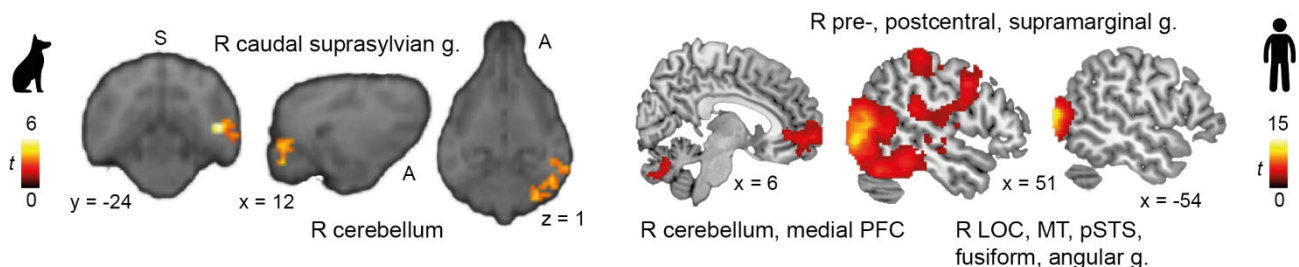 S
R caudal suprasylvian g.
A
6
t
0
y = -24
x = 12
A
z = 1
R cerebellum
R pre-, postcentral, supramarginal g.
15
t
0
x = 6
x = 51
x = -54
R cerebellum, medial PFC
R LOC, MT, pSTS,
fusiform, angular g.